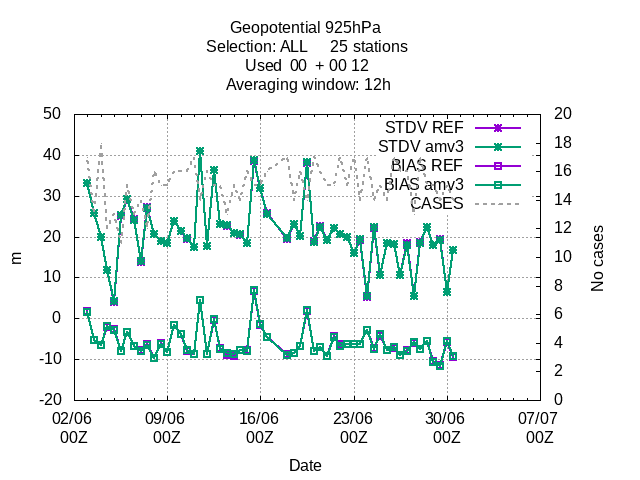 Geopotential 925hPa
Selection: ALL 25 stations
Used 00 + 00 12
Averaging window: 12h
50 20
STDV REF
18
STDV amv3
40
16
BIAS REF
30 BIAS amv3
14
CASES
20 12
10 10
8
0 6
4
-10
2
-20 0
m
No cases
02/06 09/06 16/06 23/06 30/06 07/07
00Z 00Z 00Z 00Z 00Z 00Z
Date